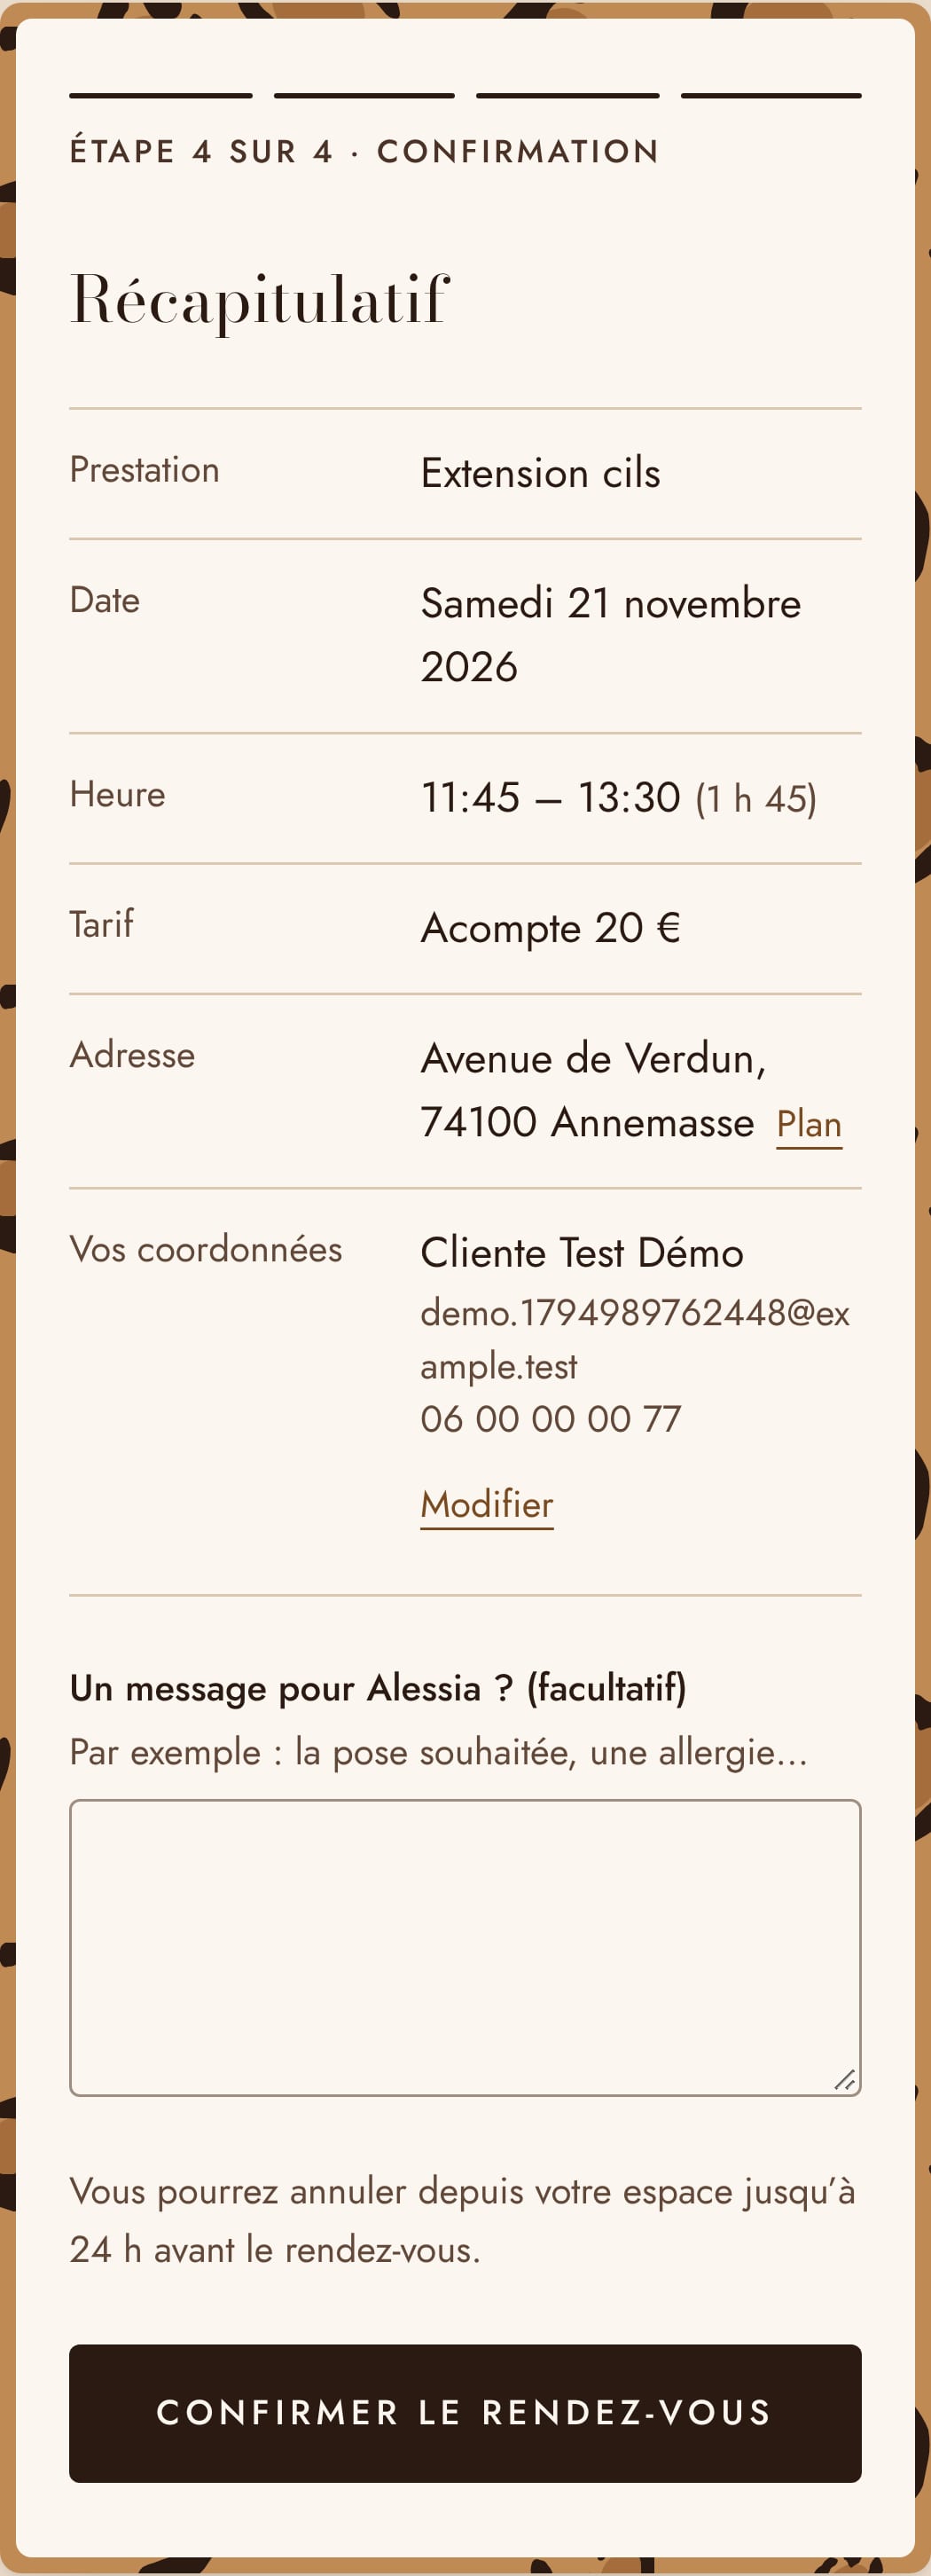 ÉTAPE 4 SUR 4 · CONFIRMATION
Récapitulatif
Prestation
Extension cils
Date
Samedi 21 novembre
2026
Heure
11:45 – 13:30 (1 h 45)
Tarif
Acompte 20 €
Adresse
Avenue de Verdun,
74100 Annemasse Plan
Vos coordonnées
Cliente Test Démo
demo.1794989762448@ex
ample.test
06 00 00 00 77
Modifier
Un message pour Alessia ? (facultatif)
Par exemple : la pose souhaitée, une allergie…
Vous pourrez annuler depuis votre espace jusqu’à
24 h avant le rendez-vous.
CONFIRMER LE RENDEZ-VOUS